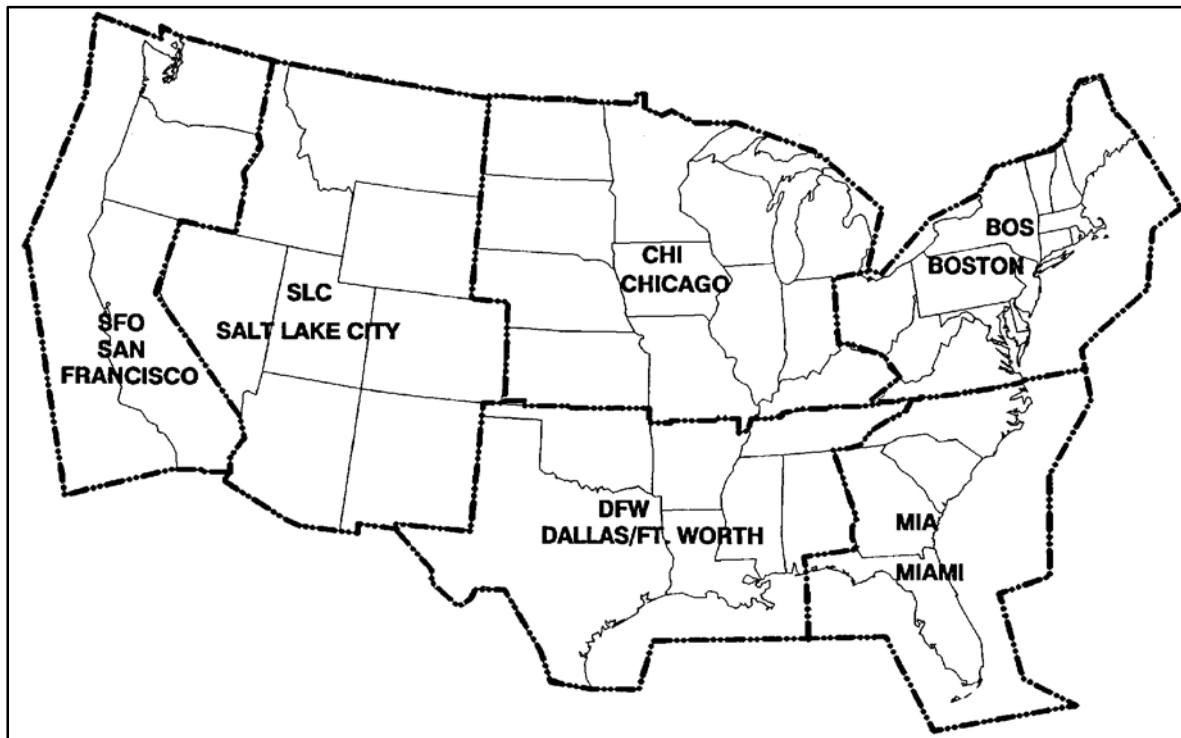 SFO
SAN
FRANCISCO
SLC
SALT LAKE CITY
CHI
CHICAGO
BOS
BOSTON
DFW
DALLAS/FT. WORTH
MIA
MIAMI